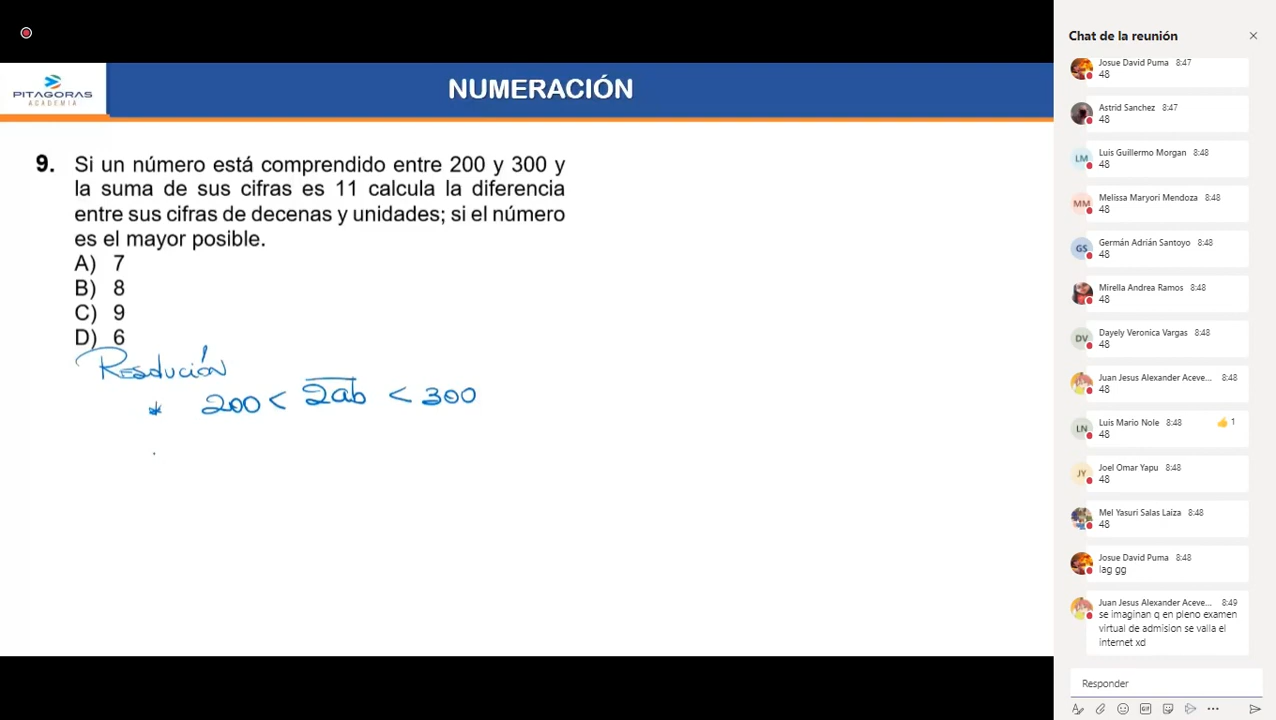 PITAGORAS
ACADEMIA
NUMERACIÓN
9. Si un número está comprendido entre 200 y 300 y
la suma de sus cifras es 11 calcula la diferencia
entre sus cifras de decenas y unidades; si el número
es el mayor posible.
A) 7
B) 8
C) 9
D) 6
Resolución
* 200 < 2ab < 300
Chat de la reunión
Josue David Puma 8:47
48
Astrid Sanchez 8:47
48
LM Luis Guillermo Morgan 8:48
48
MM Melissa Maryori Mendoza 8:48
48
GS Germán Adrián Santoyo 8:48
48
Mirella Andrea Ramos 8:48
48
DV Dayely Veronica Vargas 8:48
48
Juan Jesus Alexander Aceve... 8:48
48
LN Luis Mario Nole 8:48 👍 1
48
JY Joel Omar Yapu 8:48
48
Mel Yasuri Salas Laiza 8:48
48
Josue David Puma 8:48
lag gg
Juan Jesus Alexander Aceve... 8:49
se imaginan q en pleno examen
virtual de admision se valla el
internet xd
Responder
GIF